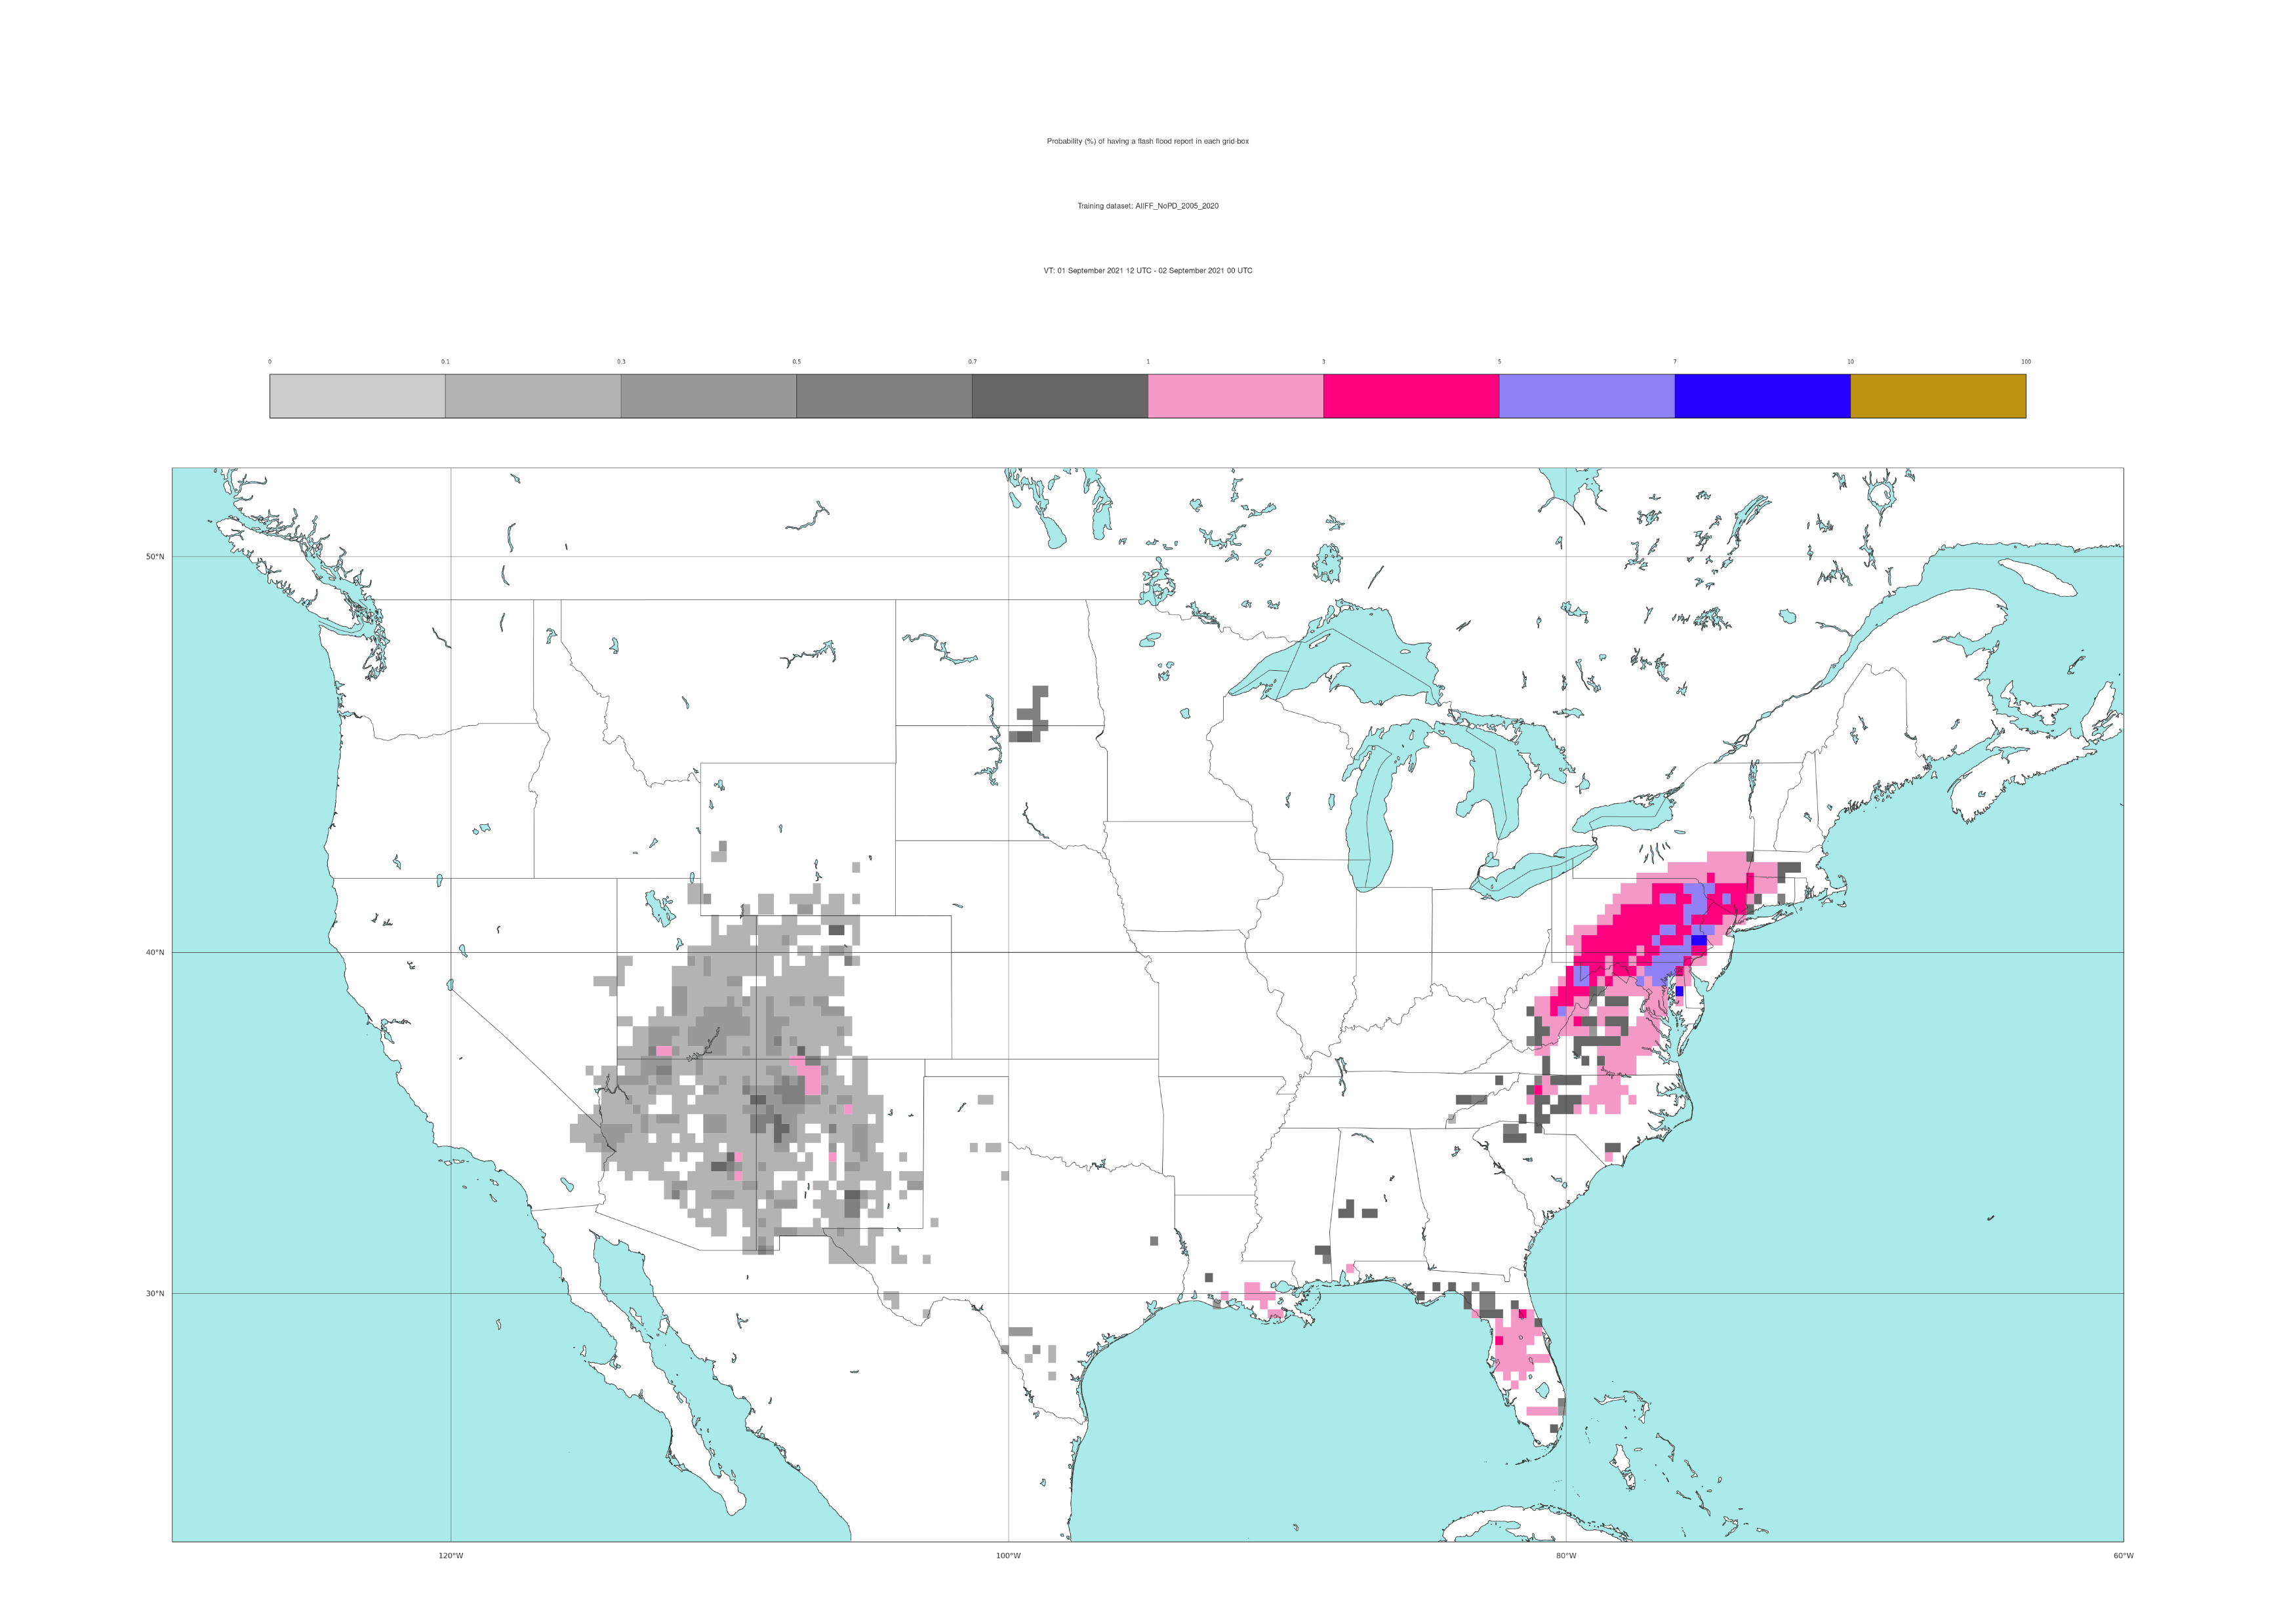 Probability (%) of having a flash flood report in each grid-box
Training dataset: AllFF_NoPD_2005_2020
VT: 01 September 2021 12 UTC - 02 September 2021 00 UTC
0 0.1 0.3 0.5 0.7 1 3 5 7 10 100
50°N
40°N
30°N
120°W 100°W 80°W 60°W